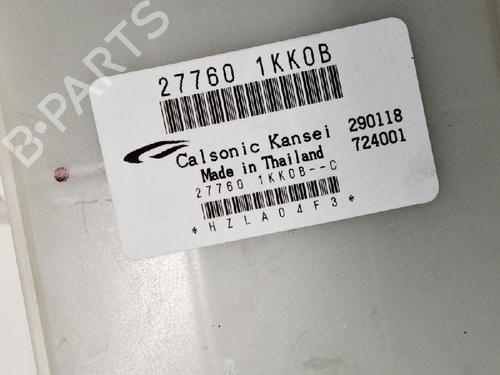 B-PARTS
27760 1KK0B
Calsonic Kansei 290118
Made in Thailand 724001
27760 1KK0B--C
*HZLA04F3*